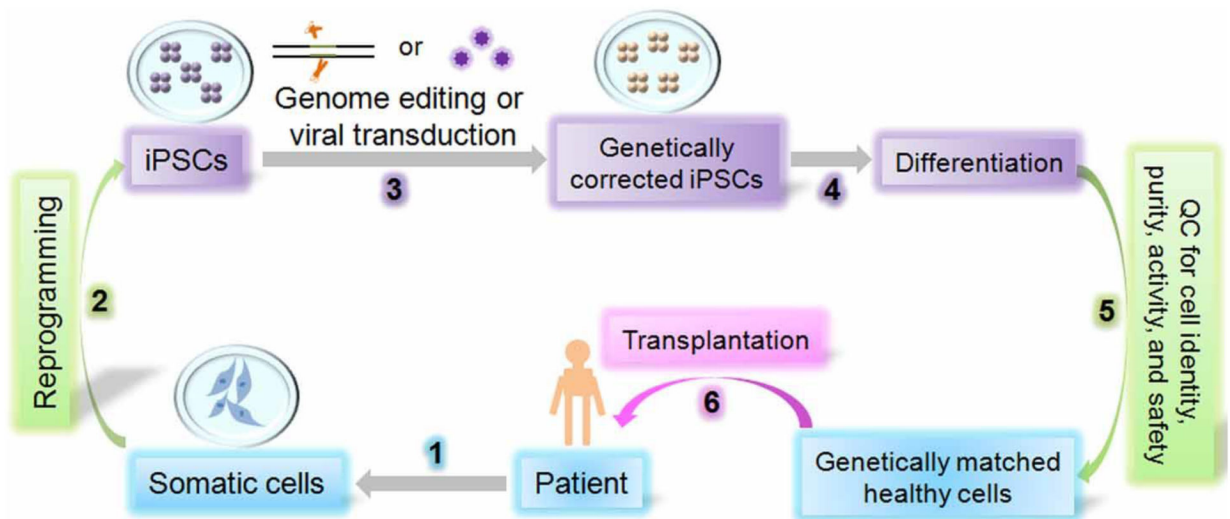 or
Genome editing or
viral transduction
iPSCs
3
Genetically
corrected iPSCs
4
Differentiation
Reprogramming
2
QC for cell identity,
purity, activity, and safety
5
Transplantation
6
1
Somatic cells
Patient
Genetically matched
healthy cells